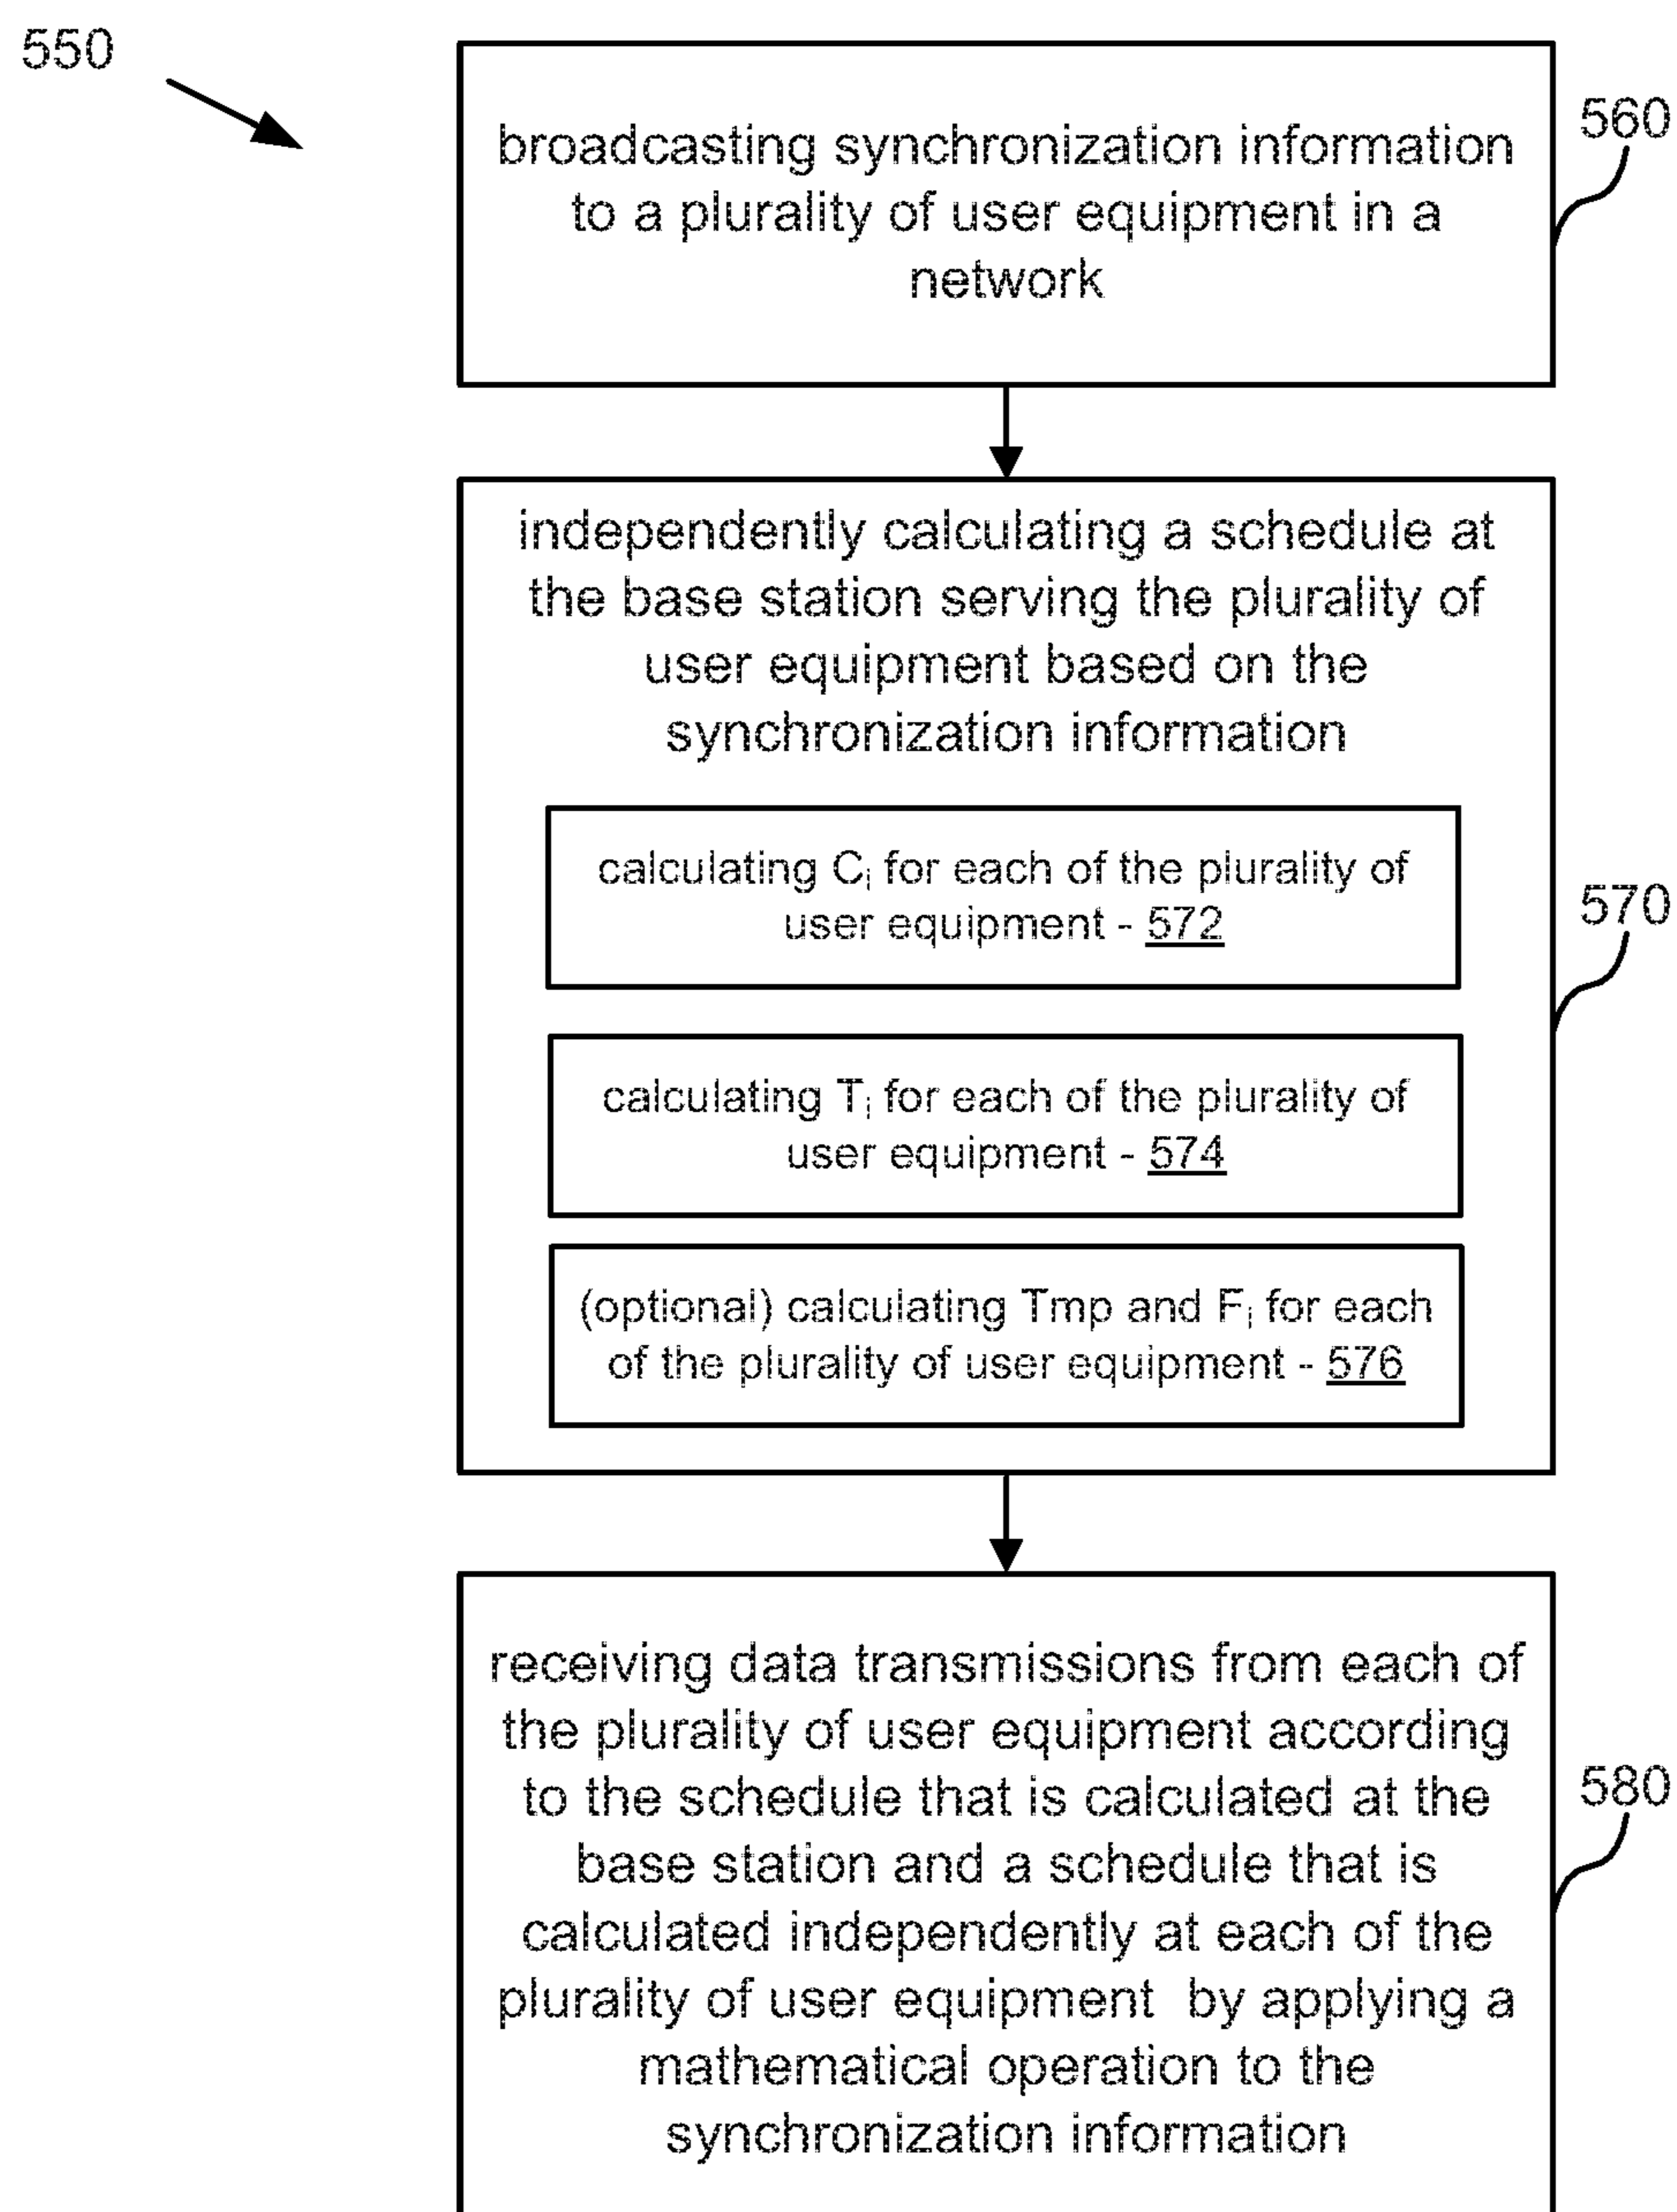 550
broadcasting synchronization information
to a plurality of user equipment in a
network
560
independently calculating a schedule at
the base station serving the plurality of
user equipment based on the
synchronization information
calculating Ci for each of the plurality of
user equipment - 572
570
calculating Ti for each of the plurality of
user equipment - 574
(optional) calculating Tmp and Fi for each
of the plurality of user equipment - 576
receiving data transmissions from each of
the plurality of user equipment according
to the schedule that is calculated at the
base station and a schedule that is
calculated independently at each of the
plurality of user equipment by applying a
mathematical operation to the
synchronization information
580